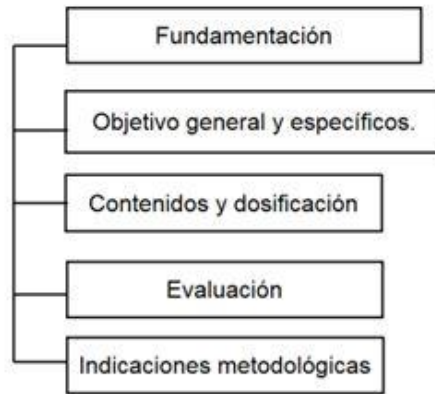 Fundamentación
Objetivo general y específicos.
Contenidos y dosificación
Evaluación
Indicaciones metodológicas